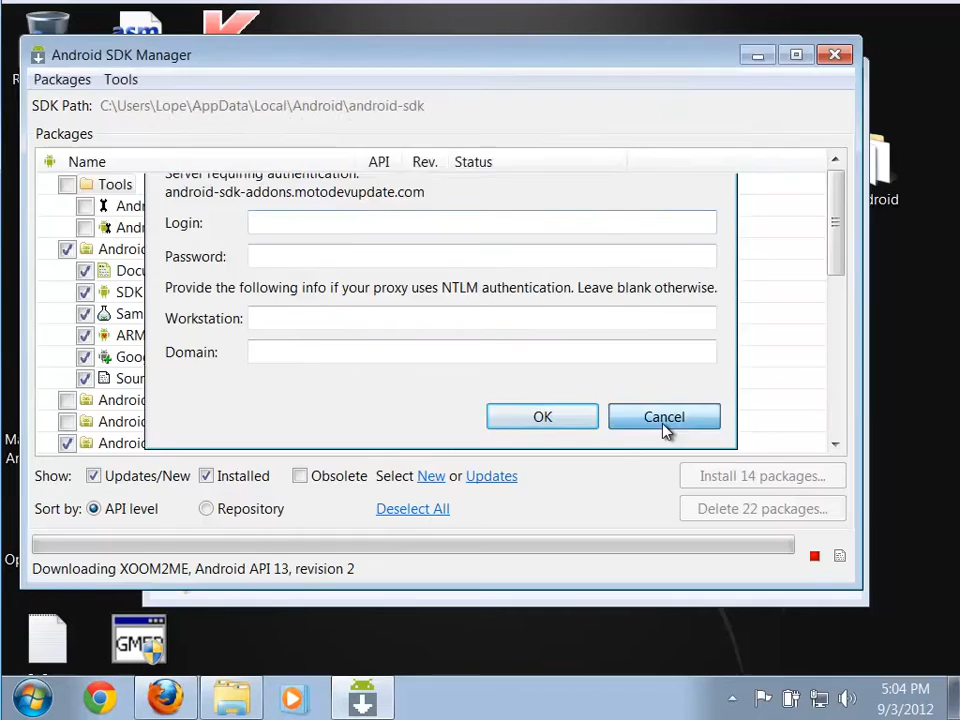 asm
Android SDK Manager
Packages Tools
SDK Path: C:\Users\Lope\AppData\Local\Android\android-sdk
Packages
Name API Rev. Status
Server requiring authentication:
Tools
android-sdk-addons.motodevupdate.com
Login:
Password:
Provide the following info if your proxy uses NTLM authentication. Leave blank otherwise.
Workstation:
Domain:
OK Cancel
Show: Updates/New Installed Obsolete Select New or Updates Install 14 packages...
Sort by: API level Repository Deselect All Delete 22 packages...
Downloading XOOM2ME, Android API 13, revision 2
5:04 PM
9/3/2012